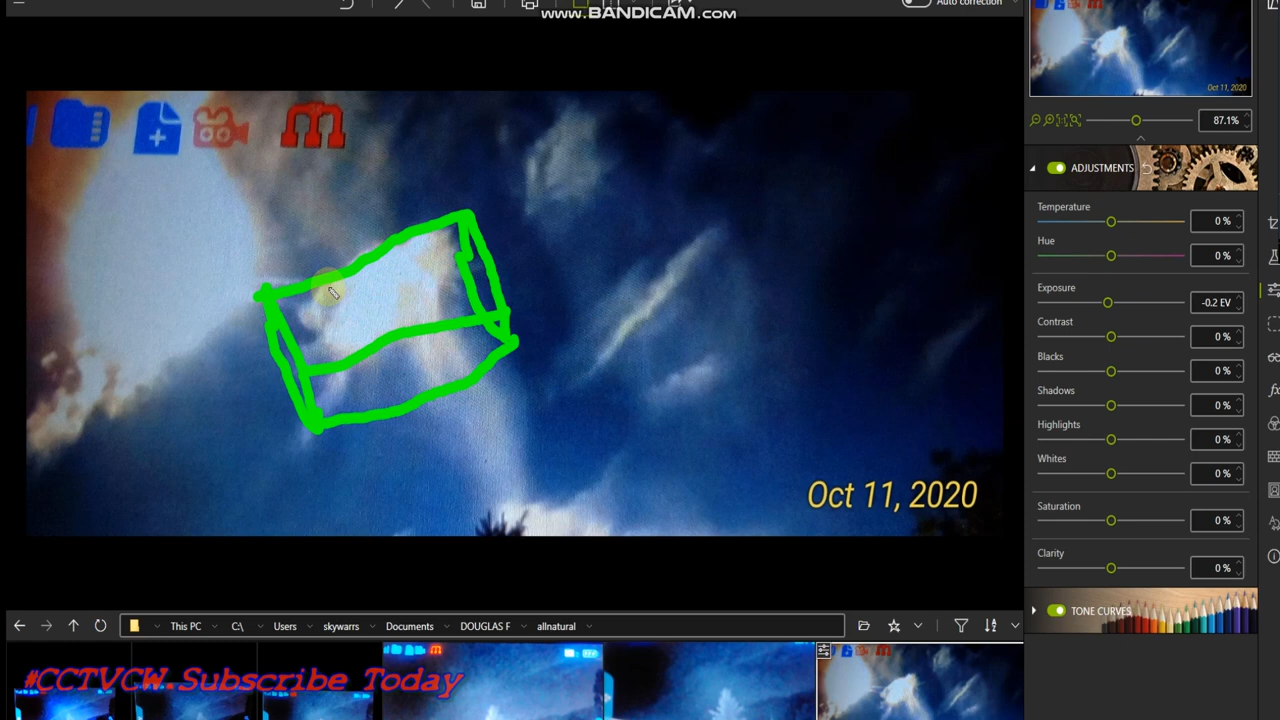 Auto correction
www.BANDICAM.com
Oct 11, 2020
87.1%
m
ADJUSTMENTS
Temperature
0 %
Hue
0 %
Exposure
-0.2 EV
Contrast
0 %
Blacks
0 %
Shadows
0 %
Highlights
0 %
Whites
0 %
Oct 11, 2020
Saturation
0 %
Clarity
0 %
TONE CURVES
This PC C:\ Users skywarrs Documents DOUGLAS F allnatural
#CCTVCW.Subscribe Today